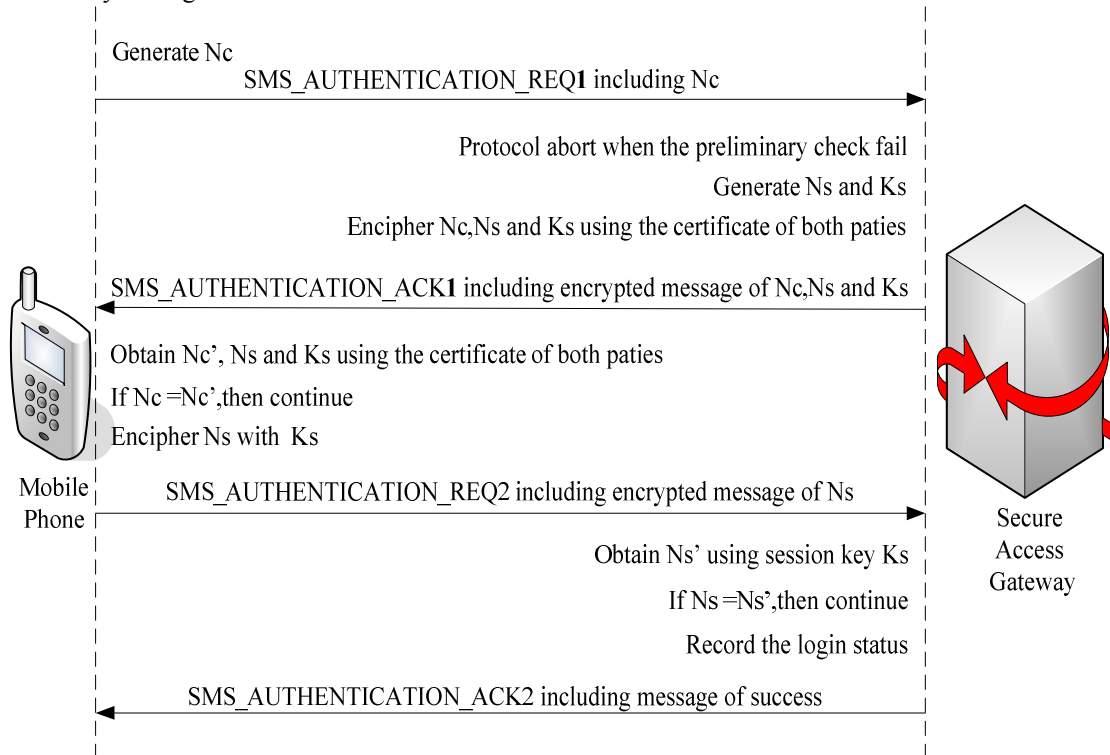 Generate Nc
SMS_AUTHENTICATION_REQ1 including Nc
Protocol abort when the preliminary check fail
Generate Ns and Ks
Encipher Nc,Ns and Ks using the certificate of both paties
SMS_AUTHENTICATION_ACK1 including encrypted message of Nc,Ns and Ks
Obtain Nc’, Ns and Ks using the certificate of both paties
If Nc =Nc’,then continue
Encipher Ns with Ks
Mobile
Phone
SMS_AUTHENTICATION_REQ2 including encrypted message of Ns
Secure
Access
Gateway
Obtain Ns’ using session key Ks
If Ns =Ns’,then continue
Record the login status
SMS_AUTHENTICATION_ACK2 including message of success